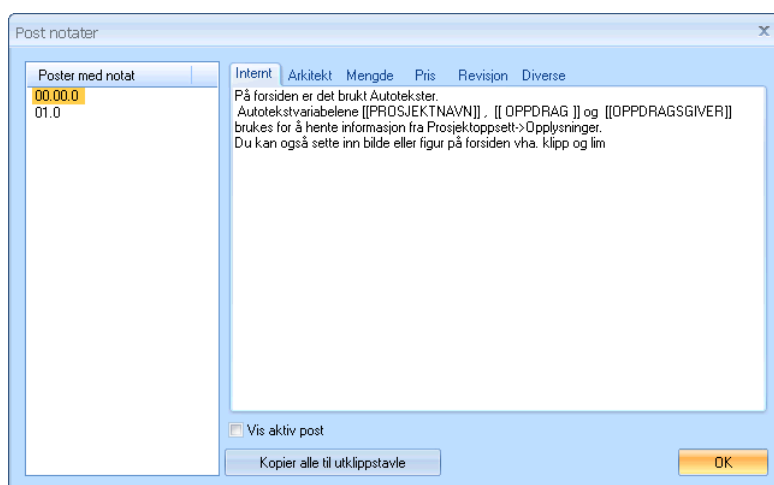 Post notater
x
Poster med notat
00.00.0
01.0
Internt Arkitekt Mengde Pris Revisjon Diverse
På forsiden er det brukt Autotekster.
Autotekstvariabelene [[PROSJEKTNAVN]] , [[ OPPDRAG ]] og [[OPPDRAGSGIVER]]
brukes for å hente informasjon fra Prosjektoppsett->Opplysninger.
Du kan også sette inn bilde eller figur på forsiden vha. klipp og lim
Vis aktiv post
Kopier alle til utklippstavle
OK